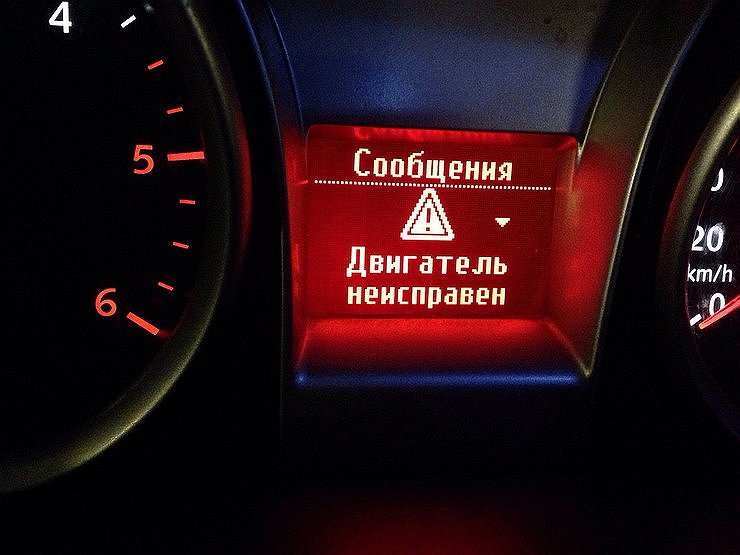 4
5
6
Сообщения
Двигатель
неисправен
20
km/h
0